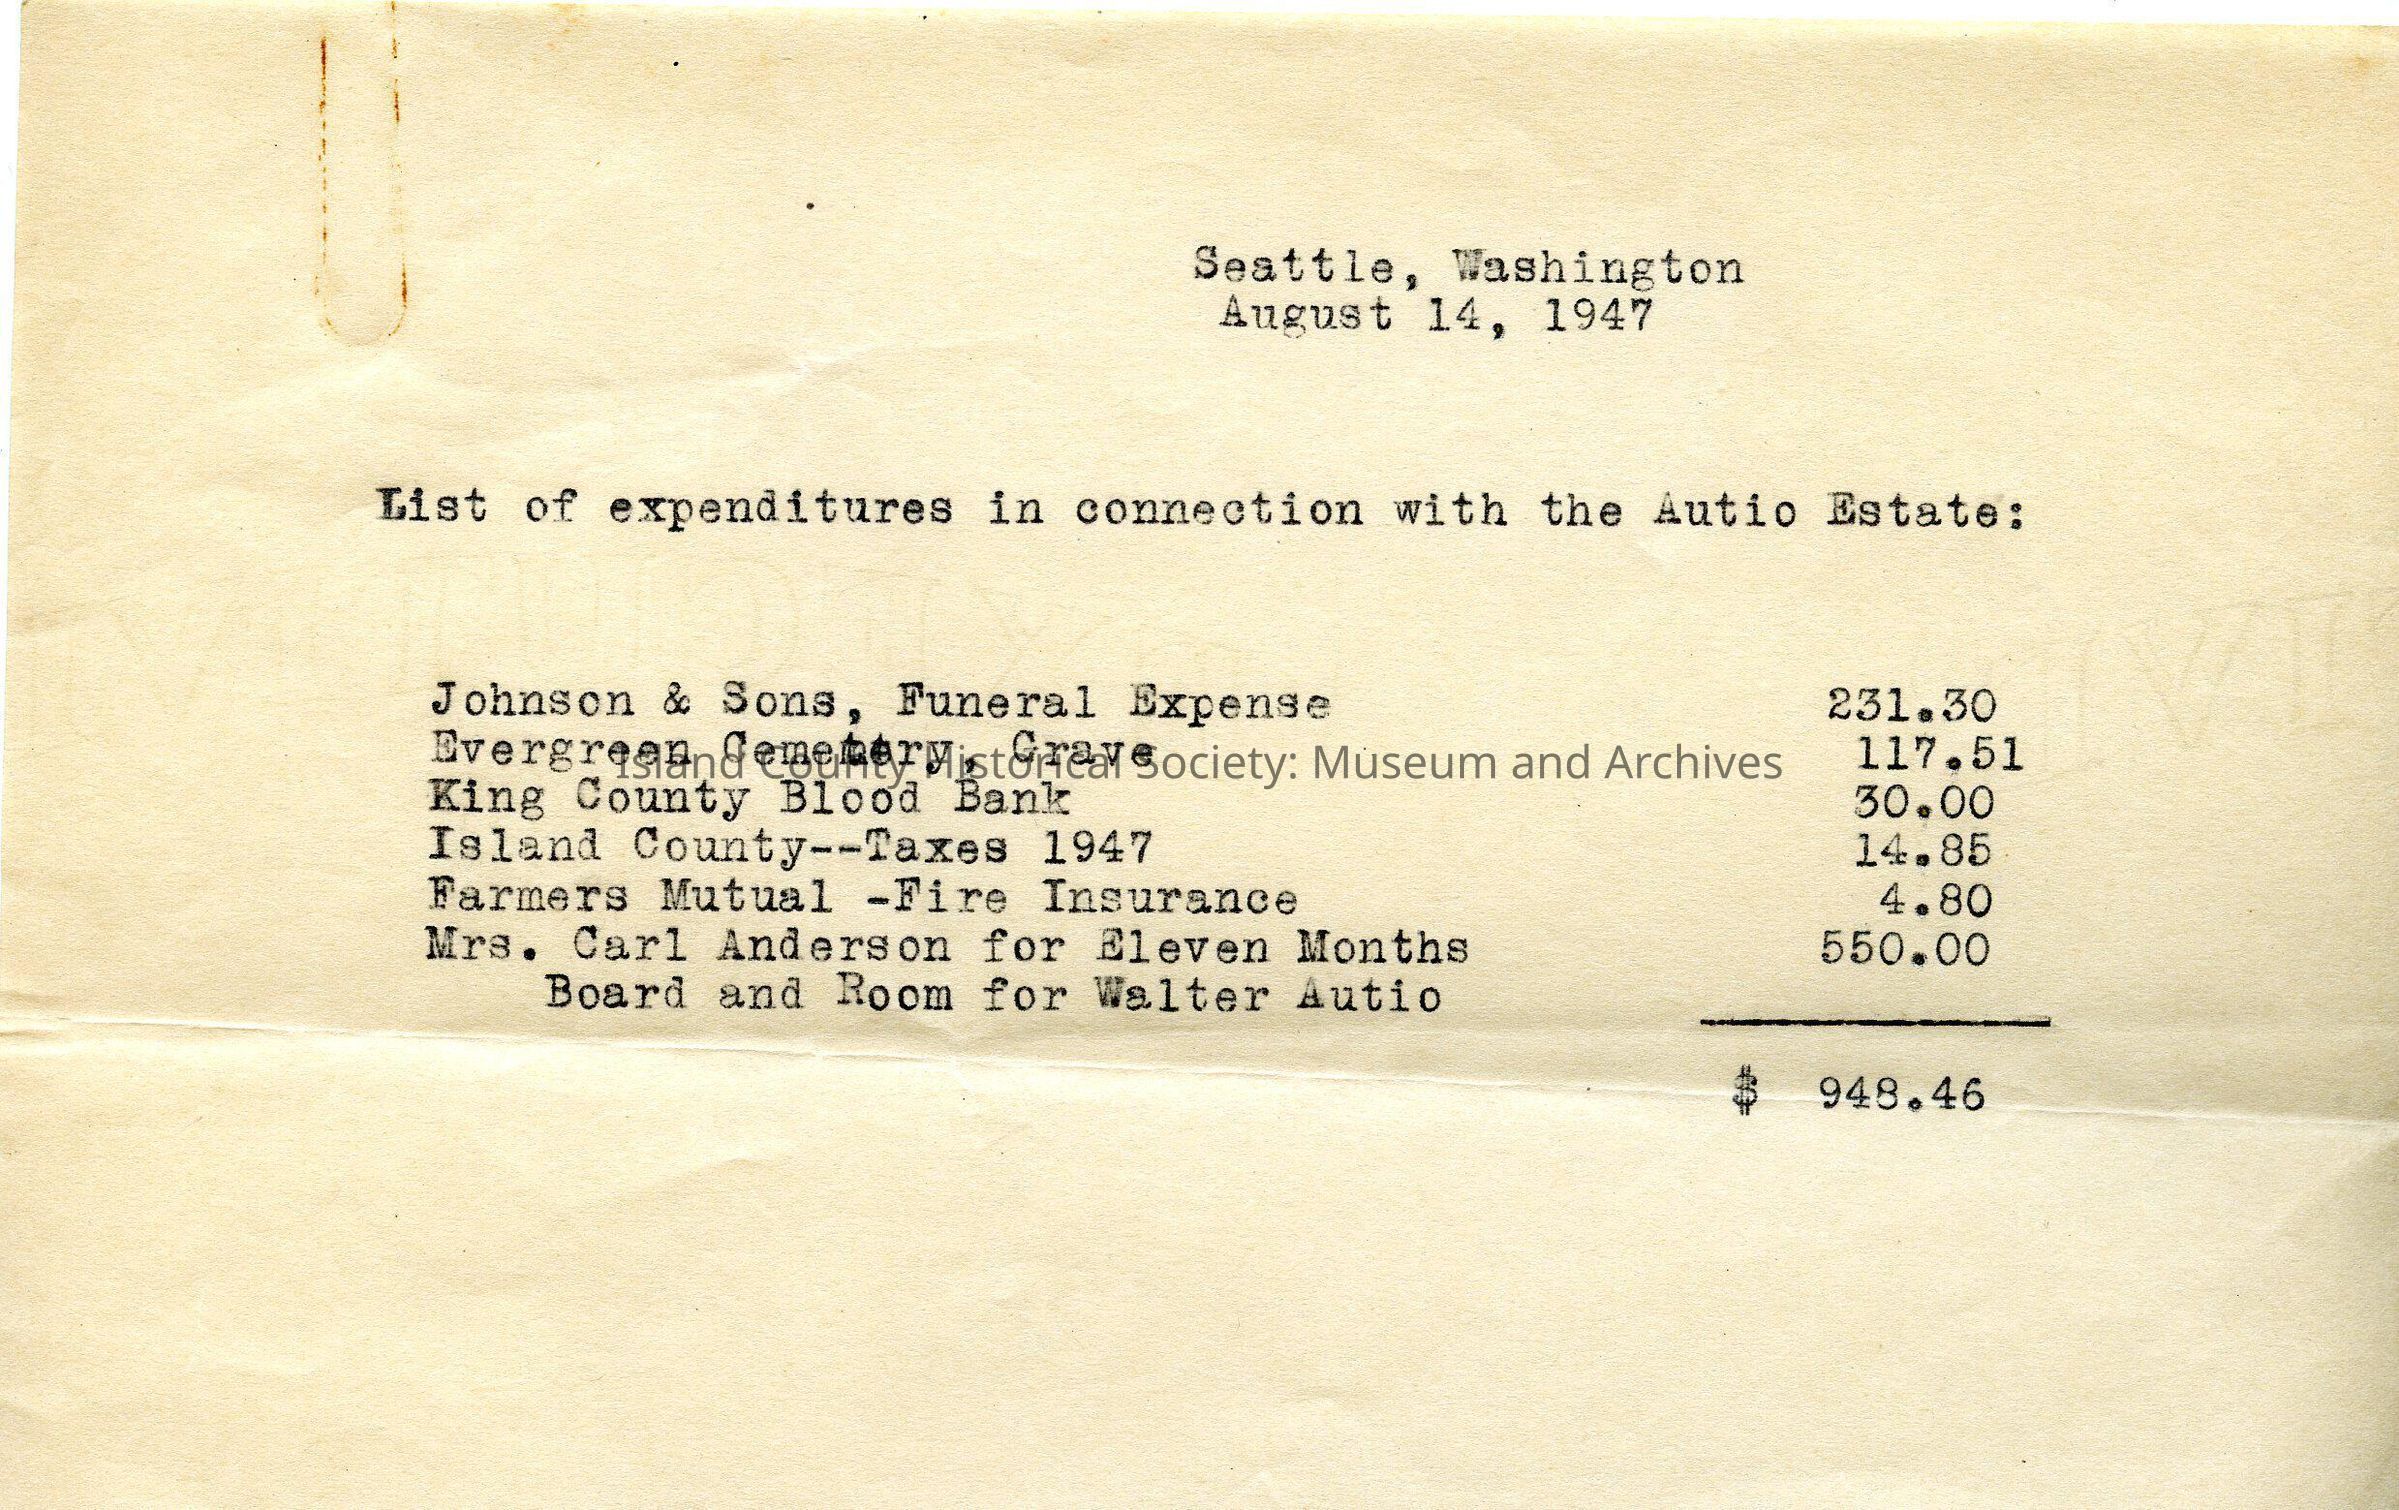 Seattle, Washington
August 14, 1947
List of expenditures in connection with the Autio Estate:
Johnson & Sons, Funeral Expense 231.30
Evergreen Cemetery, Grave 117.51
Island County Historical Society: Museum and Archives
King County Blood Bank 30.00
Island County--Taxes 1947 14.85
Farmers Mutual -Fire Insurance 4.80
Mrs. Carl Anderson for Eleven Months 550.00
Board and Room for Walter Autio
$ 948.46